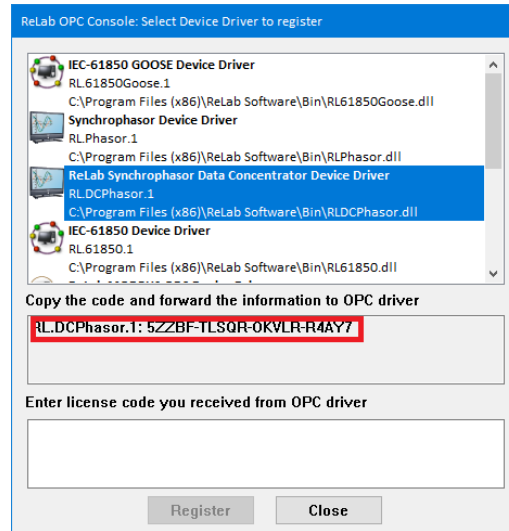 ReLab OPC Console: Select Device Driver to register
IEC-61850 GOOSE Device Driver
RL.61850Goose.1
C:\Program Files (x86)\ReLab Software\Bin\RL61850Goose.dll
Synchrophasor Device Driver
RL.Phasor.1
C:\Program Files (x86)\ReLab Software\Bin\RLPhasor.dll
ReLab Synchrophasor Data Concentrator Device Driver
RL.DCPhasor.1
C:\Program Files (x86)\ReLab Software\Bin\RLDCPhasor.dll
IEC-61850 Device Driver
RL.61850.1
C:\Program Files (x86)\ReLab Software\Bin\RL61850.dll
Copy the code and forward the information to OPC driver
RL.DCPhasor.1: 5ZZBF-TLSQR-OKVLR-R4AY7
Enter license code you received from OPC driver
Register Close